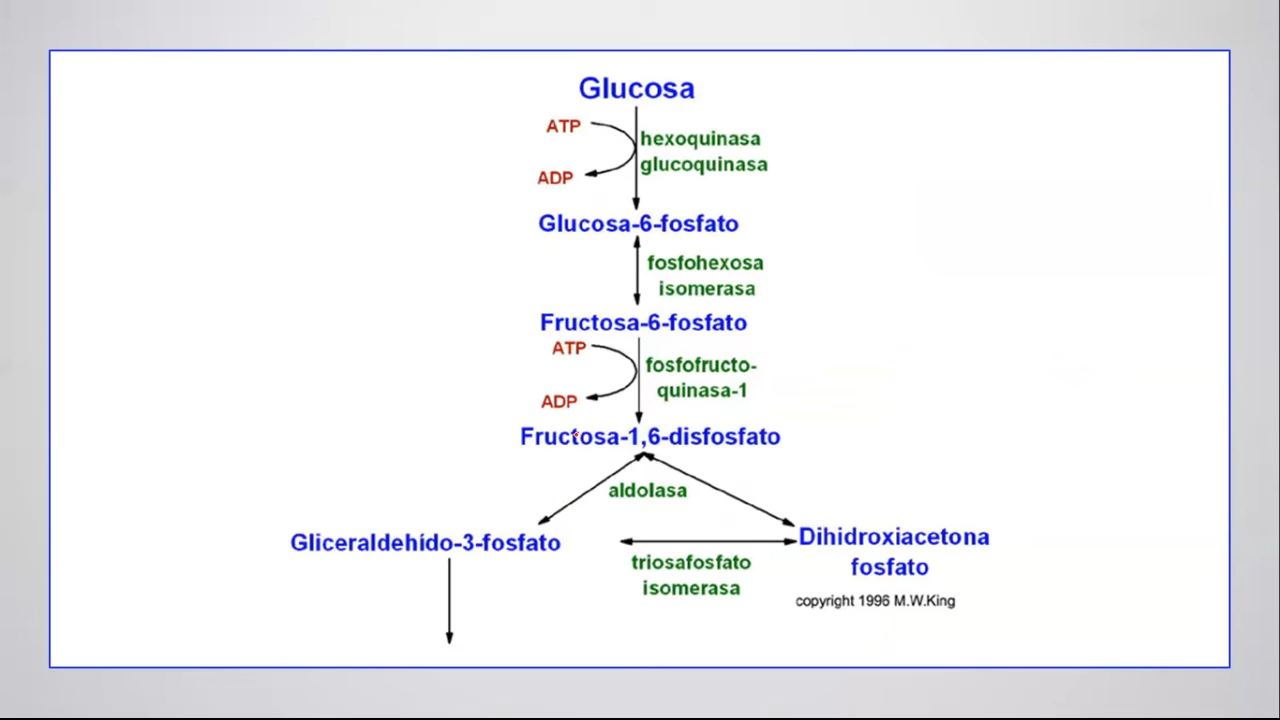 Glucosa
ATP
hexoquinasa
glucoquinasa
ADP
Glucosa-6-fosfato
fosfohexosa
isomerasa
Fructosa-6-fosfato
ATP
fosfofructo-
quinasa-1
ADP
Fructosa-1,6-disfosfato
aldolasa
Gliceraldehído-3-fosfato
Dihidroxiacetona
fosfato
triosafosfato
isomerasa
copyright 1996 M.W.King